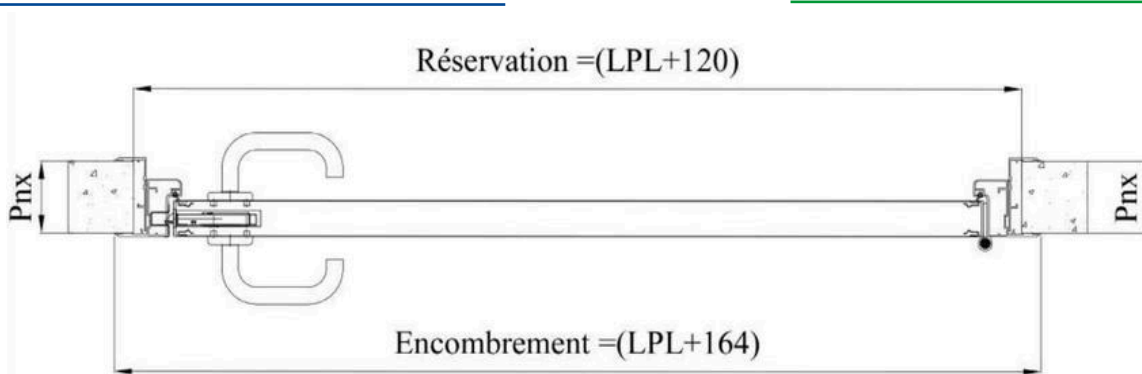 Réservation =(LPL+120)
Pnx
Pnx
Encombrement =(LPL+164)